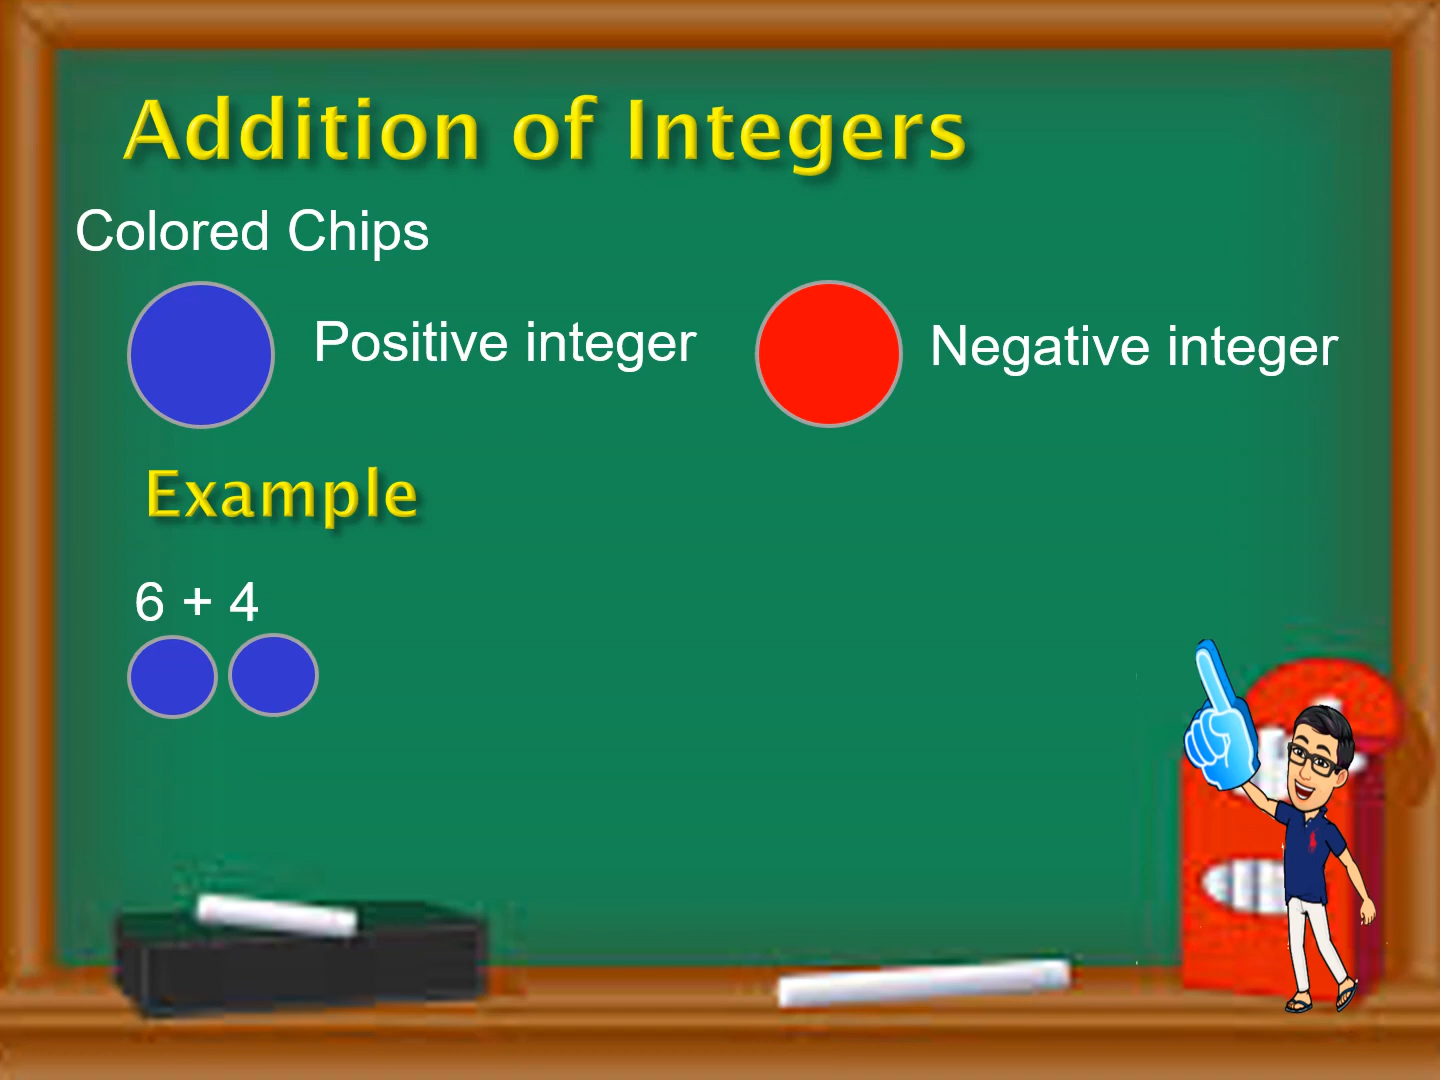 Addition of Integers
Colored Chips
Positive integer
Negative integer
Example
6 + 4